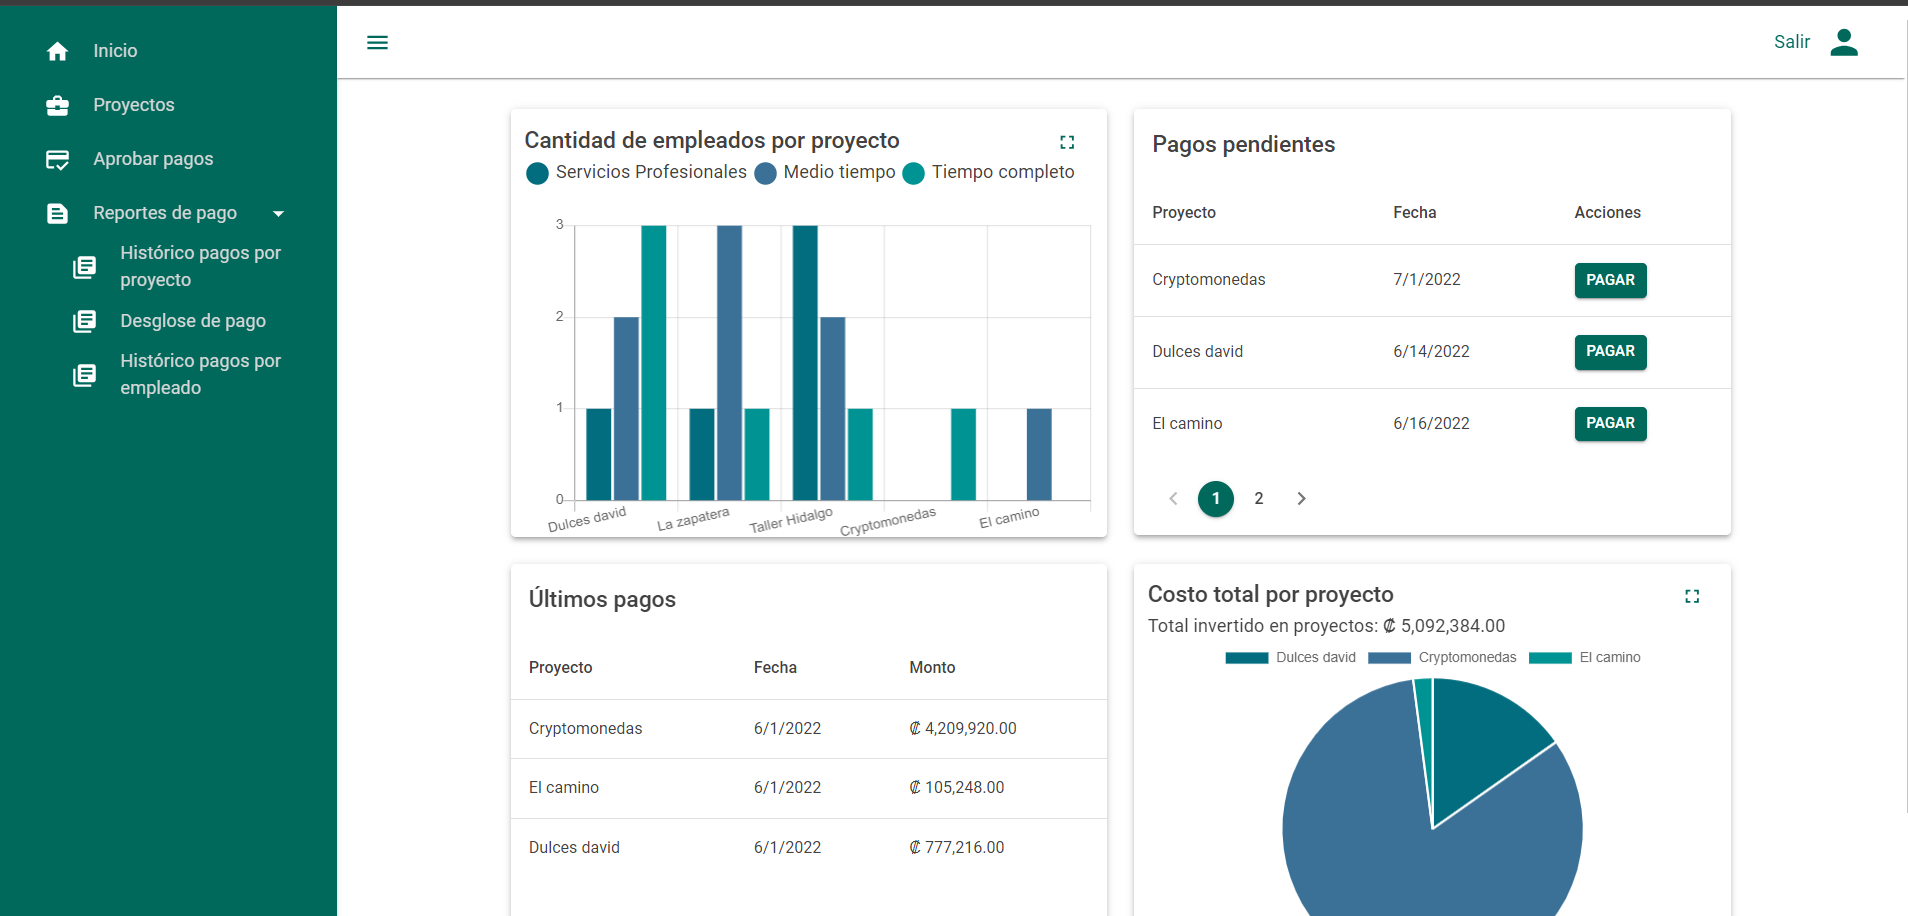 Inicio
Proyectos
Aprobar pagos
Reportes de pago
Histórico pagos por
proyecto
Desglose de pago
Histórico pagos por
empleado
Salir
Cantidad de empleados por proyecto
Servicios Profesionales Medio tiempo Tiempo completo
3
2
1
0
Dulces david La zapatera Taller Hidalgo Cryptomonedas El camino
Pagos pendientes
Proyecto Fecha Acciones
Cryptomonedas 7/1/2022 PAGAR
Dulces david 6/14/2022 PAGAR
El camino 6/16/2022 PAGAR
1 2
Últimos pagos
Proyecto Fecha Monto
Cryptomonedas 6/1/2022 ₡ 4,209,920.00
El camino 6/1/2022 ₡ 105,248.00
Dulces david 6/1/2022 ₡ 777,216.00
Costo total por proyecto
Total invertido en proyectos: ₡ 5,092,384.00
Dulces david Cryptomonedas El camino